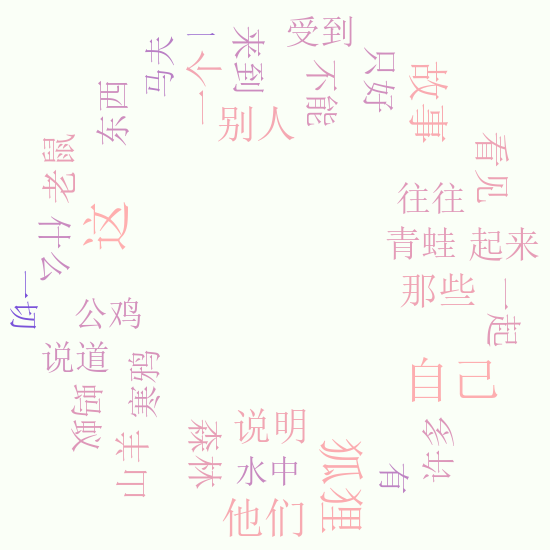 受到
一
来到
马夫
一个
只好
不能
故事
别人
东西
看见
老鼠
往往
这
什么
青蛙
起来
那些
一切
一起
公鸡
说道
寒鸦
自己
蚂蚁
说明
森林
山羊
狐狸
许多
水中
有
他们